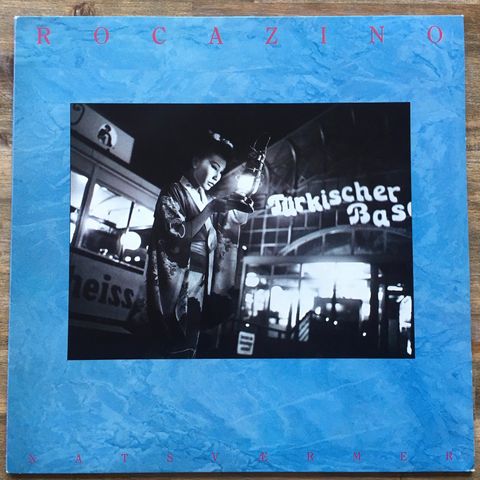 ROCAZINO
Türkischer
Bas
heiss
NATSVÆRMER